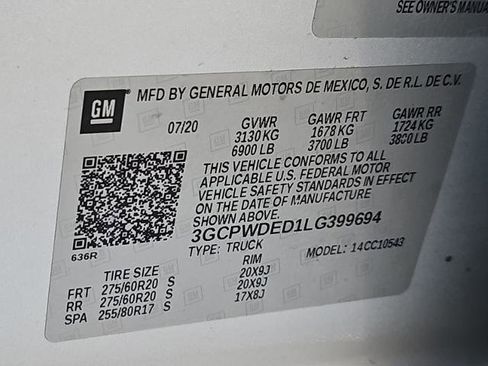 SEE OWNER'S MANUAL
GM
MFD BY GENERAL MOTORS DE MEXICO, S. DE R.L. DE C.V.
07/20 GVWR GAWR FRT GAWR RR
3130 KG 1678 KG 1724 KG
6900 LB 3700 LB 3800 LB
THIS VEHICLE CONFORMS TO ALL
APPLICABLE U.S. FEDERAL MOTOR
VEHICLE SAFETY STANDARDS IN EFFECT
ON THE DATE OF MANUFACTURE
SHOWN ABOVE.
3GCPWDED1LG399694
636R TYPE: TRUCK MODEL: 14CC10543
TIRE SIZE RIM
FRT 275/60R20 S 20X9J
RR 275/60R20 S 20X9J
SPA 255/80R17 S 17X8J